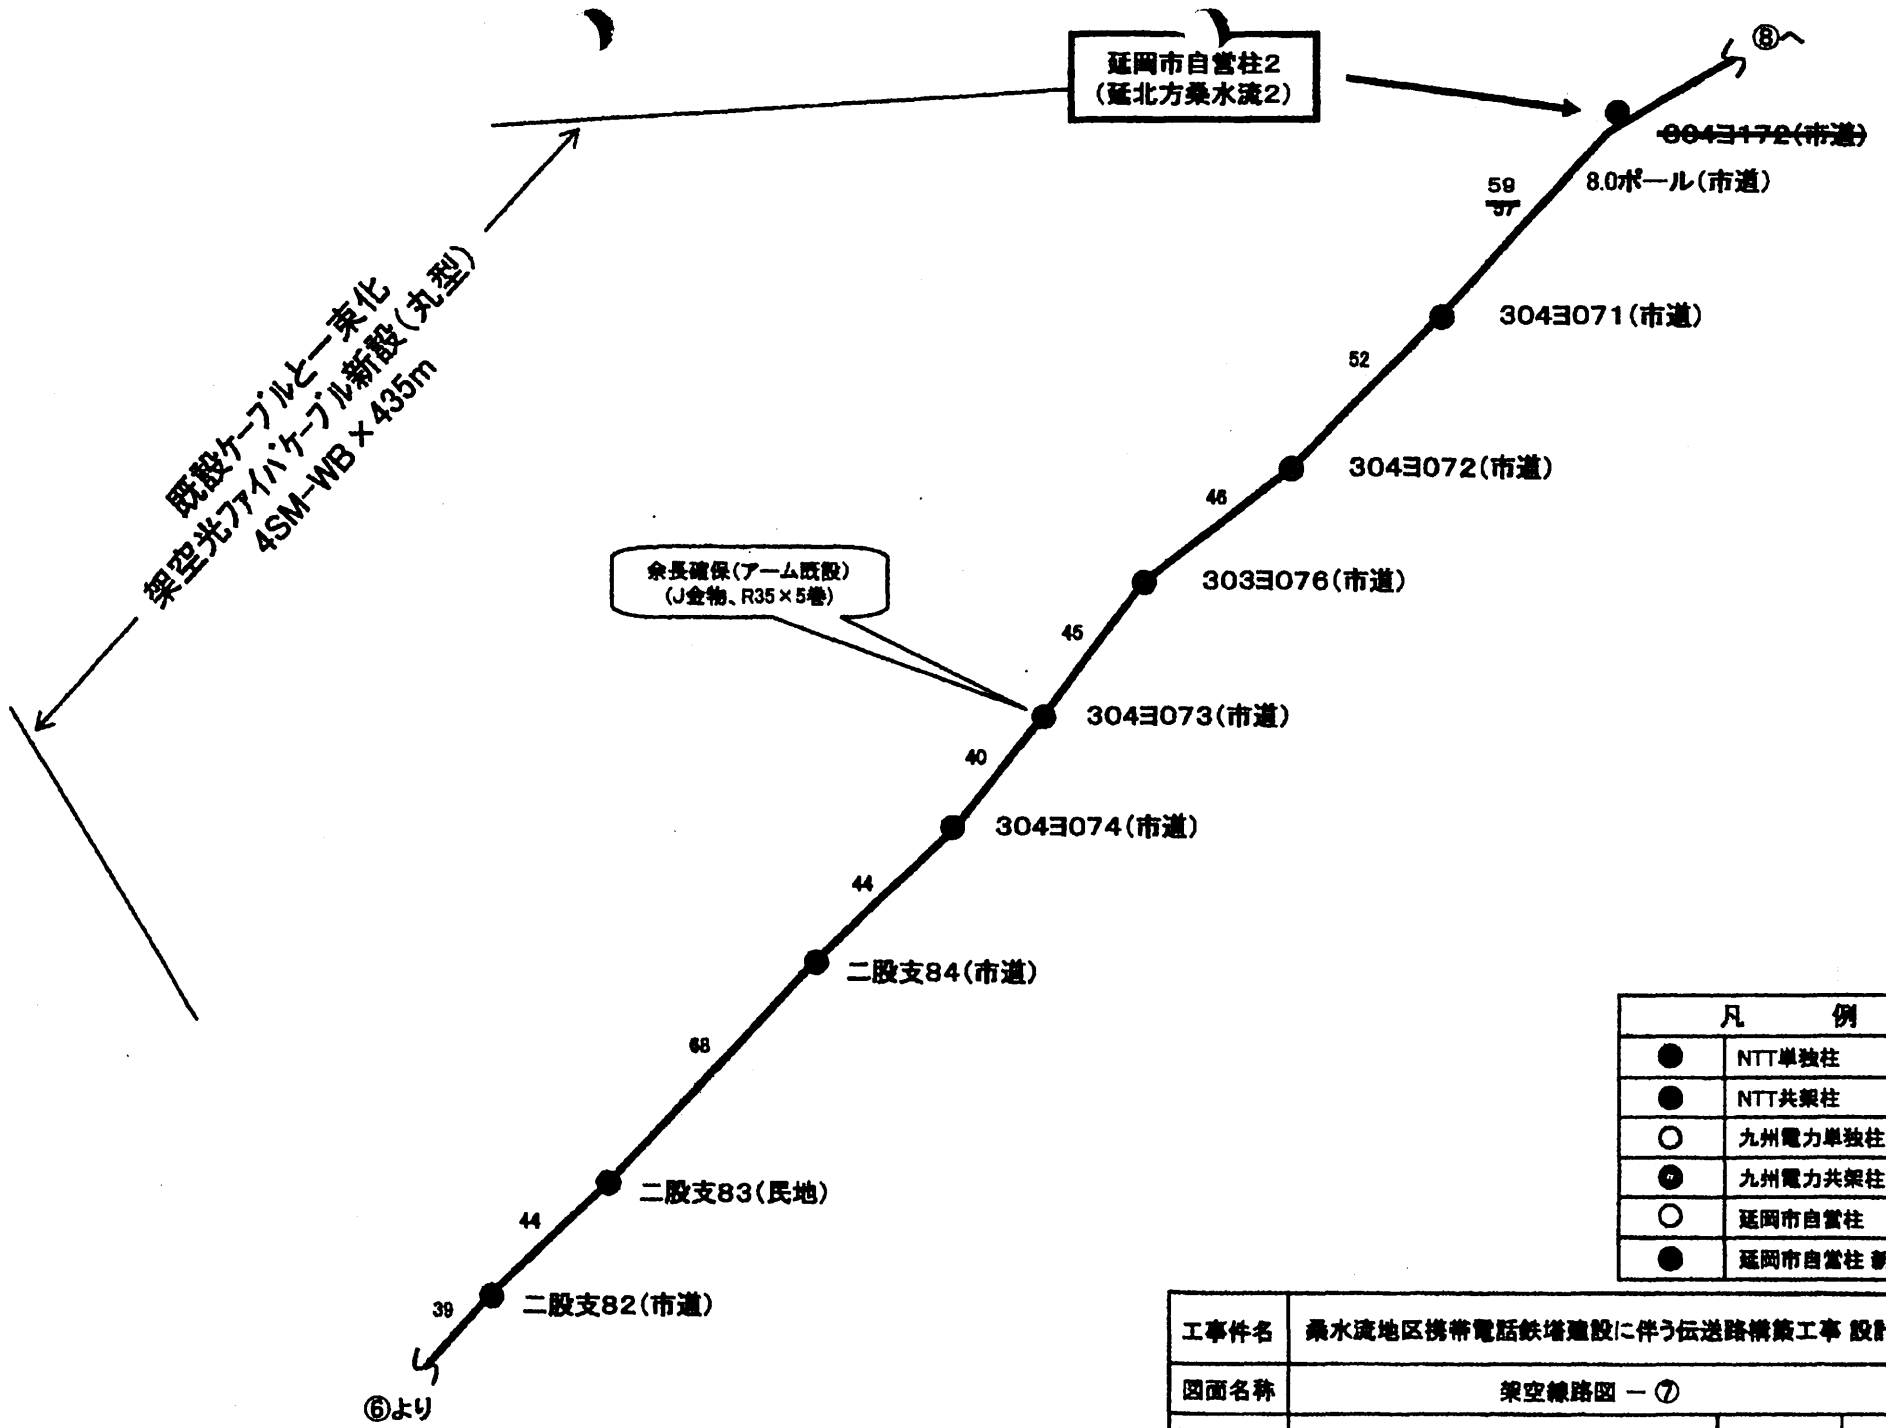 ⑧へ
延岡市自営柱2
(延北方桑水流2)
304ヨ172(市道)
8.0ポール(市道)
59
57
304ヨ071(市道)
52
304ヨ072(市道)
46
303ヨ076(市道)
45
既設ケーブルと一束化
架空光ファイバケーブル新設(丸型)
4SM-WB×435m
余長確保(アーム既設)
(J金物、R35×5巻)
304ヨ073(市道)
40
304ヨ074(市道)
44
二股支84(市道)
68
二股支83(民地)
44
二股支82(市道)
39
⑥より
凡 例
NTT単独柱
NTT共架柱
九州電力単独柱
九州電力共架柱
延岡市自営柱
延岡市自営柱 新
工事件名 桑水流地区携帯電話鉄塔建設に伴う伝送路構築工事 設計
図面名称 架空線路図 - ⑦